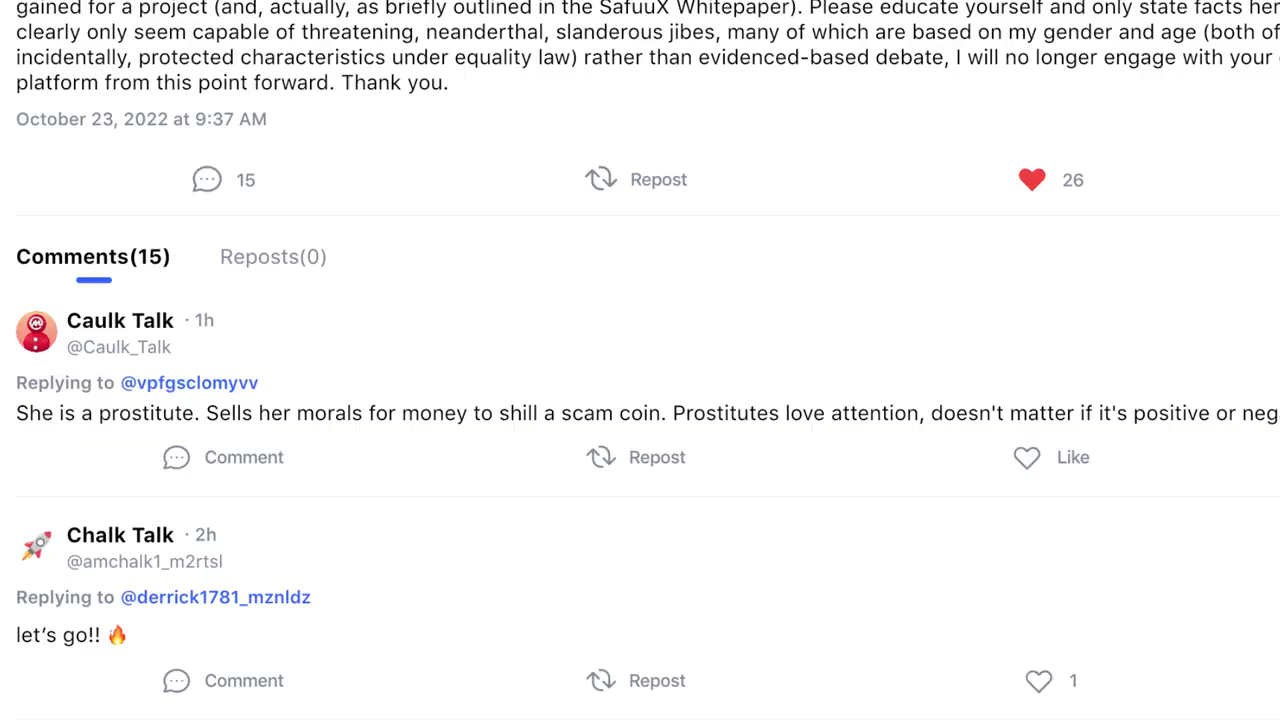 gained for a project (and, actually, as briefly outlined in the SafuuX Whitepaper). Please educate yourself and only state facts her
clearly only seem capable of threatening, neanderthal, slanderous jibes, many of which are based on my gender and age (both of
incidentally, protected characteristics under equality law) rather than evidenced-based debate, I will no longer engage with your
platform from this point forward. Thank you.
October 23, 2022 at 9:37 AM
15 Repost 26
Comments(15) Reposts(0)
Caulk Talk · 1h
@Caulk_Talk
Replying to @vpfgsclomyvv
She is a prostitute. Sells her morals for money to shill a scam coin. Prostitutes love attention, doesn't matter if it's positive or neg
Comment Repost Like
Chalk Talk · 2h
@amchalk1_m2rtsl
Replying to @derrick1781_mznldz
let's go!! 🔥
Comment Repost 1